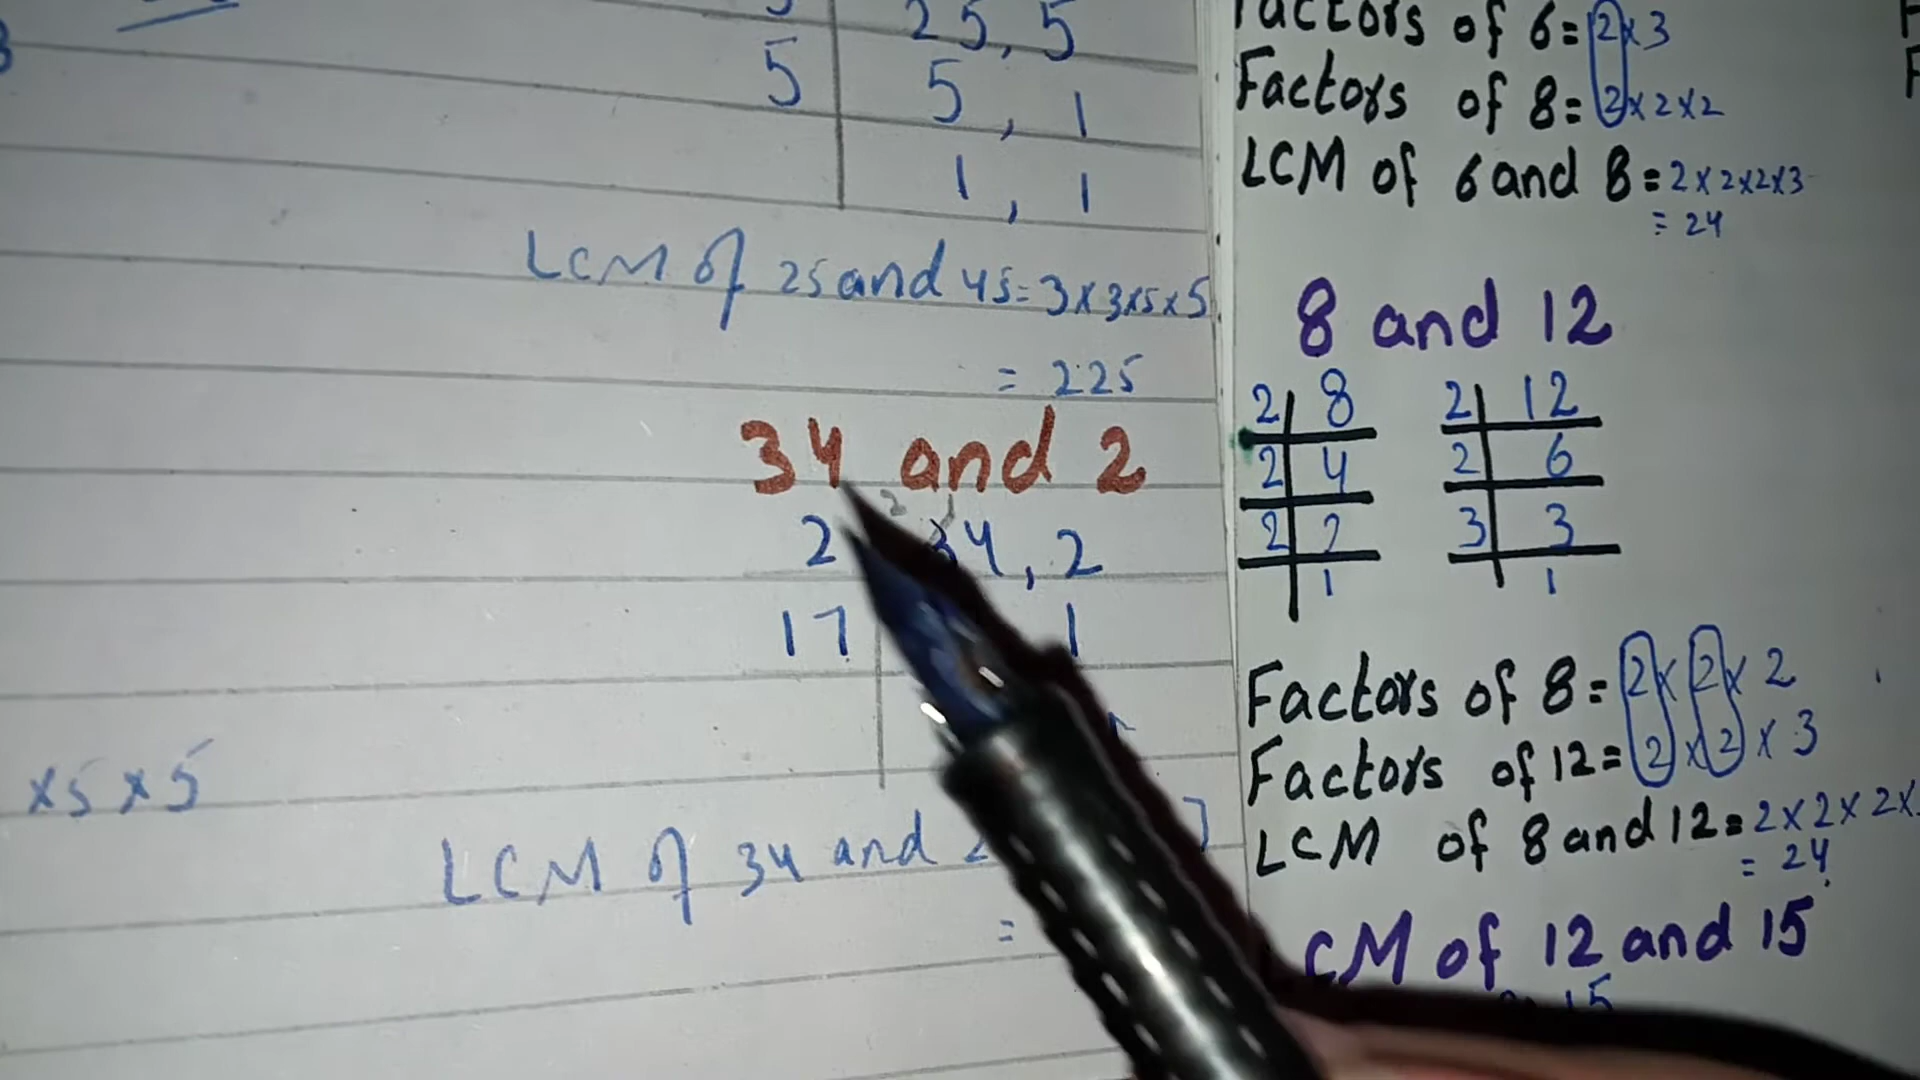 25, 5
5 5, 1
1, 1
LCM of 25 and 45 = 3x3x5x5
= 225
34 and 2
2 34, 2
17 1
x5x5
LCM of 34 and
=
Factors of 6 = 2x3
Factors of 8 = 2x2x2
LCM of 6 and 8 = 2x2x2x3
= 24
8 and 12
2 8 2 12
2 4 2 6
2 2 3 3
1 1
Factors of 8 = 2x2x2
Factors of 12 = 2x2x3
LCM of 8 and 12 = 2x2x2x
= 24
CM of 12 and 15
15